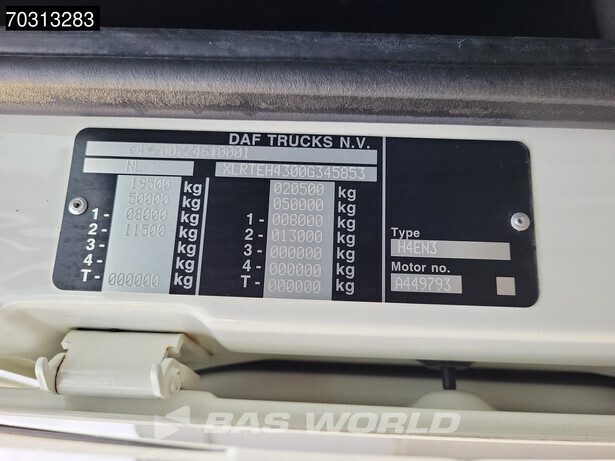 70313283
DAF TRUCKS N.V.
NL XLRTEH4300G345853
19500 kg 020500 kg
50000 kg 050000 kg
1- 08000 kg 1- 008000 kg
2- 11500 kg 2- 013000 kg
3- kg 3- 000000 kg
4- kg 4- 000000 kg
T- 000000 kg T- 000000 kg
Type
H4EN3
Motor no.
A449793
BAS WORLD